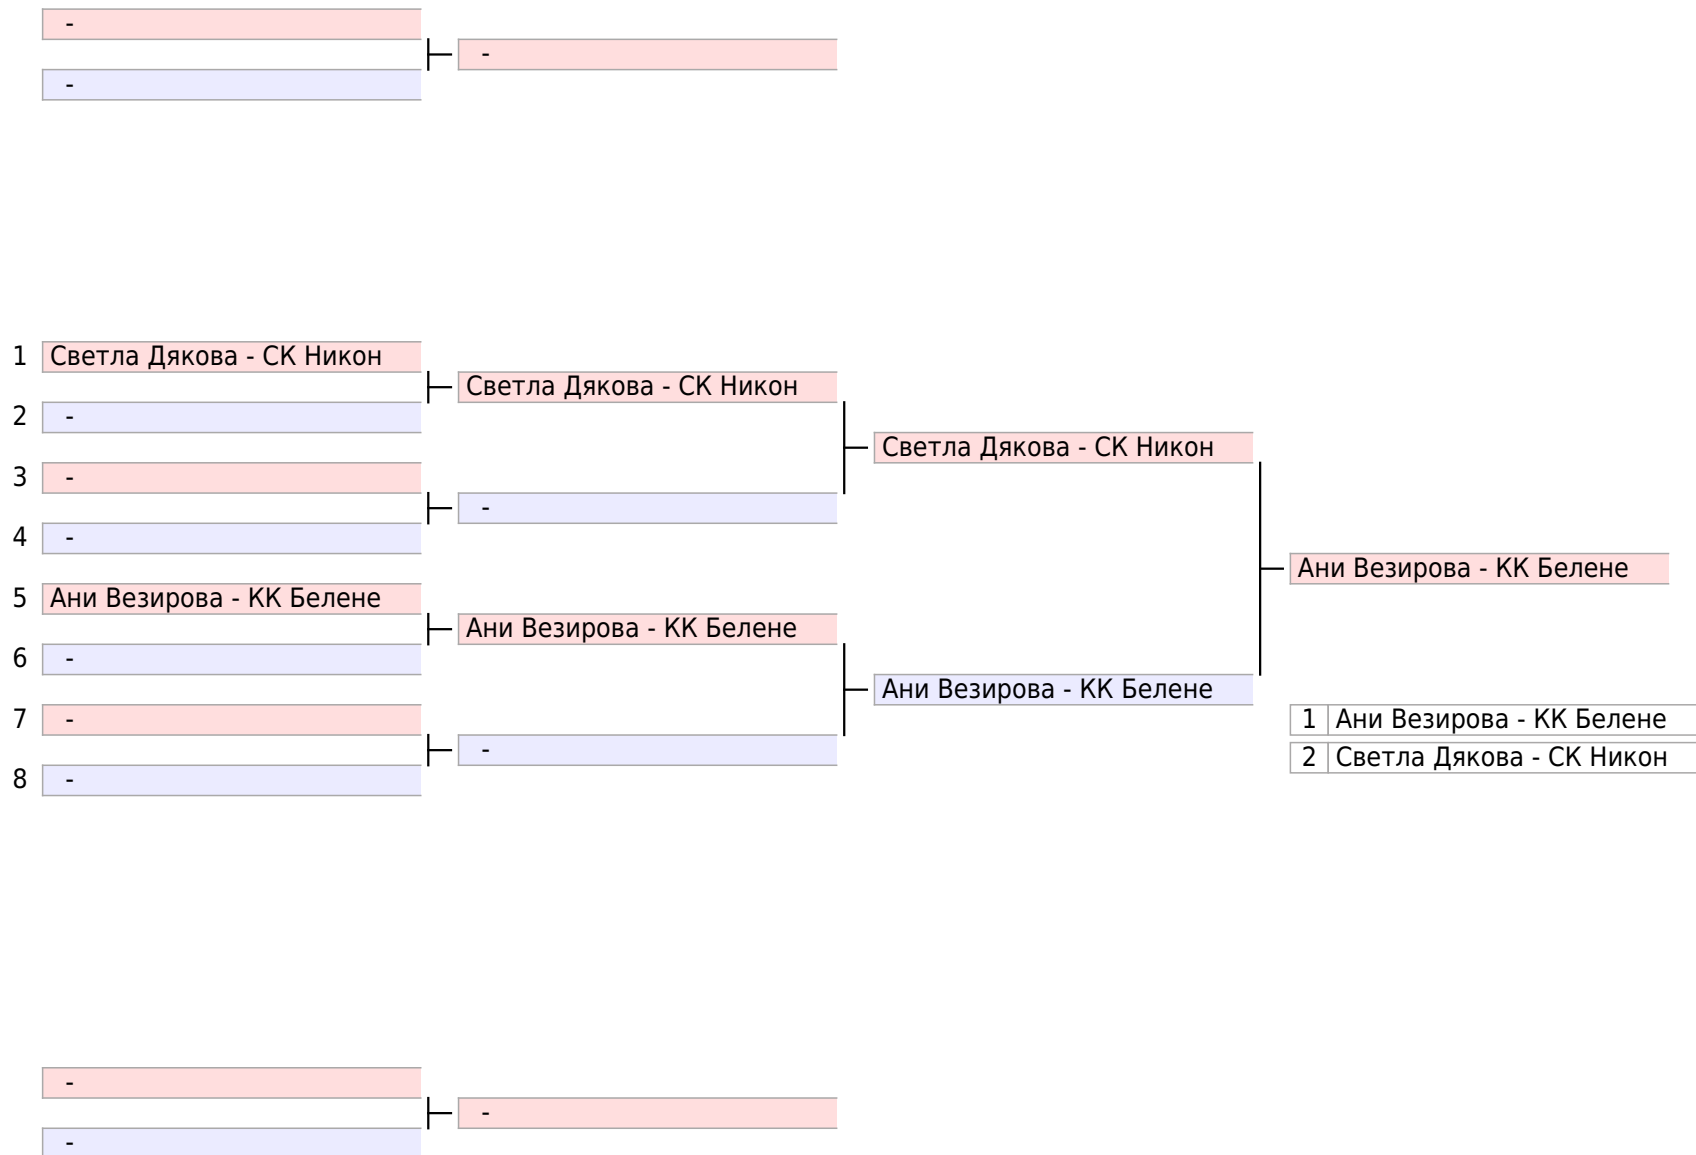 -
-
-
1 Светла Дякова - СК Никон
Светла Дякова - СК Никон
2 -
Светла Дякова - СК Никон
3 -
-
4 -
Ани Везирова - КК Белене
5 Ани Везирова - КК Белене
Ани Везирова - КК Белене
6 -
Ани Везирова - КК Белене
7 -
1 Ани Везирова - КК Белене
-
2 Светла Дякова - СК Никон
8 -
-
-
-